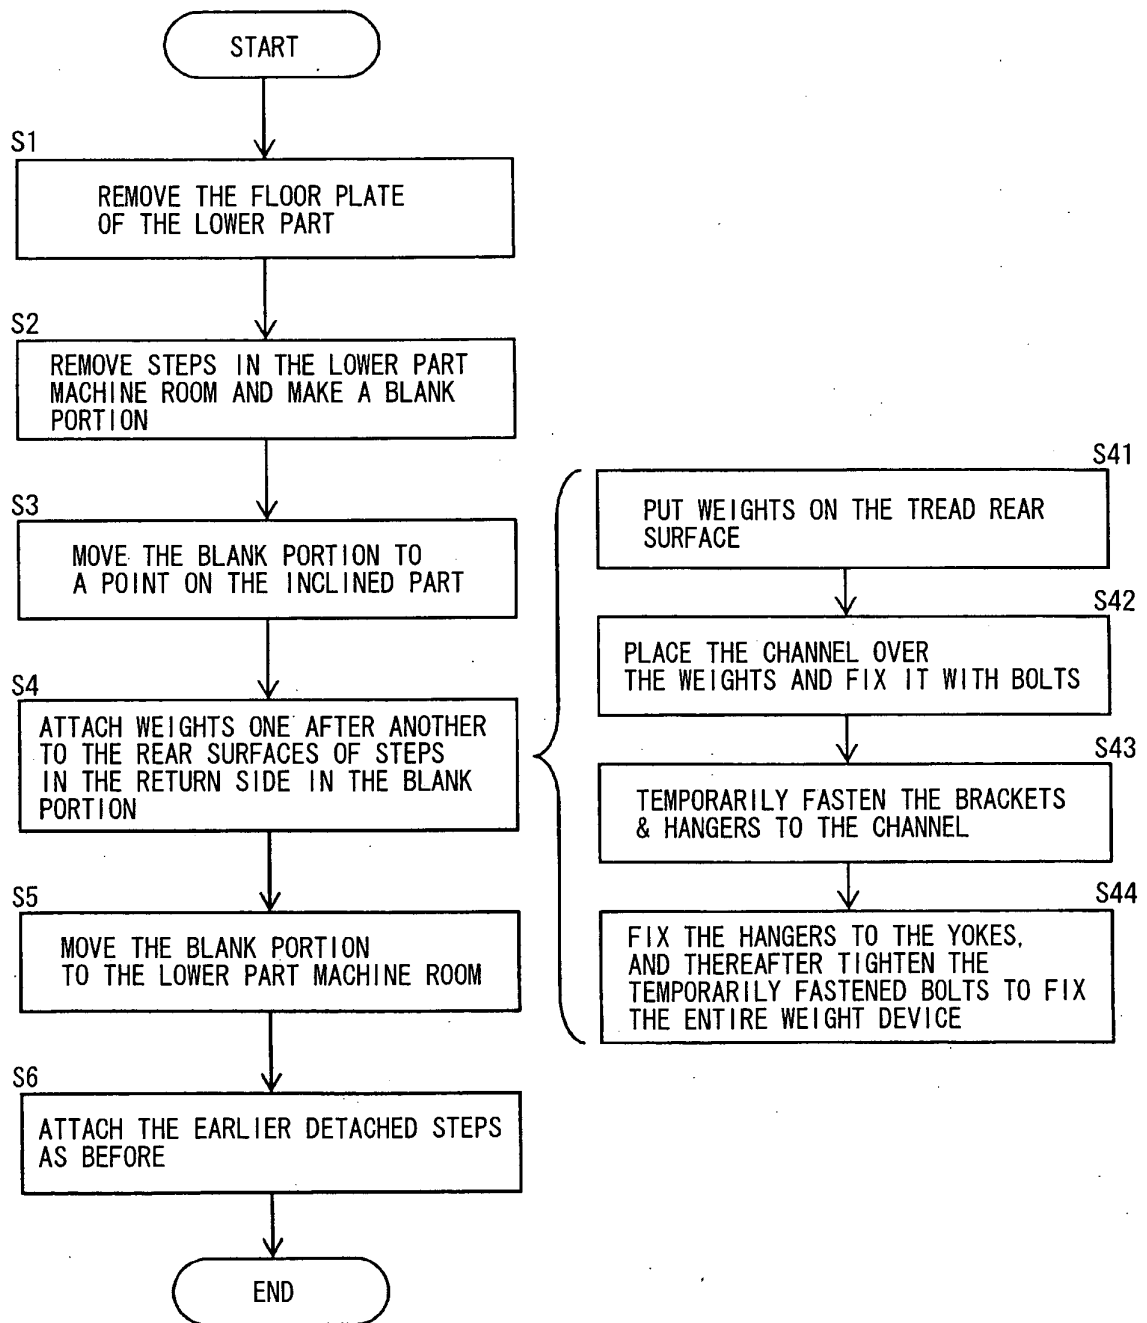 START
S1
REMOVE THE FLOOR PLATE
OF THE LOWER PART
S2
REMOVE STEPS IN THE LOWER PART
MACHINE ROOM AND MAKE A BLANK
PORTION
S3
MOVE THE BLANK PORTION TO
A POINT ON THE INCLINED PART
S4
ATTACH WEIGHTS ONE AFTER ANOTHER
TO THE REAR SURFACES OF STEPS
IN THE RETURN SIDE IN THE BLANK
PORTION
S41
PUT WEIGHTS ON THE TREAD REAR
SURFACE
S42
PLACE THE CHANNEL OVER
THE WEIGHTS AND FIX IT WITH BOLTS
S43
TEMPORARILY FASTEN THE BRACKETS
& HANGERS TO THE CHANNEL
S44
FIX THE HANGERS TO THE YOKES,
AND THEREAFTER TIGHTEN THE
TEMPORARILY FASTENED BOLTS TO FIX
THE ENTIRE WEIGHT DEVICE
S5
MOVE THE BLANK PORTION
TO THE LOWER PART MACHINE ROOM
S6
ATTACH THE EARLIER DETACHED STEPS
AS BEFORE
END